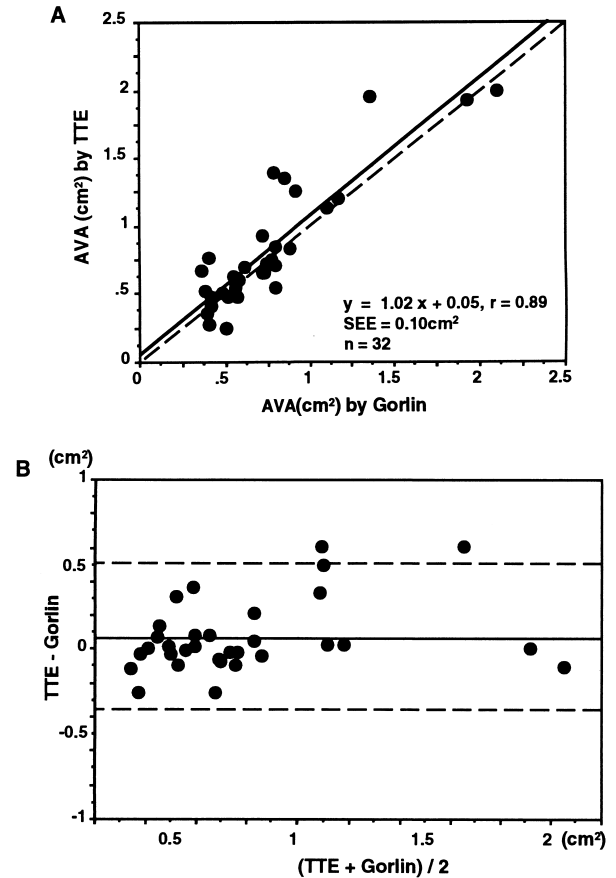 A
AVA (cm²) by TTE
2.5
2
1.5
1
.5
0
y = 1.02 x + 0.05, r = 0.89
SEE = 0.10cm²
n = 32
0 .5 1 1.5 2 2.5
AVA(cm²) by Gorlin
B
(cm²)
TTE - Gorlin
1
0.5
0
-0.5
-1
0.5 1 1.5 2 (cm²)
(TTE + Gorlin) / 2